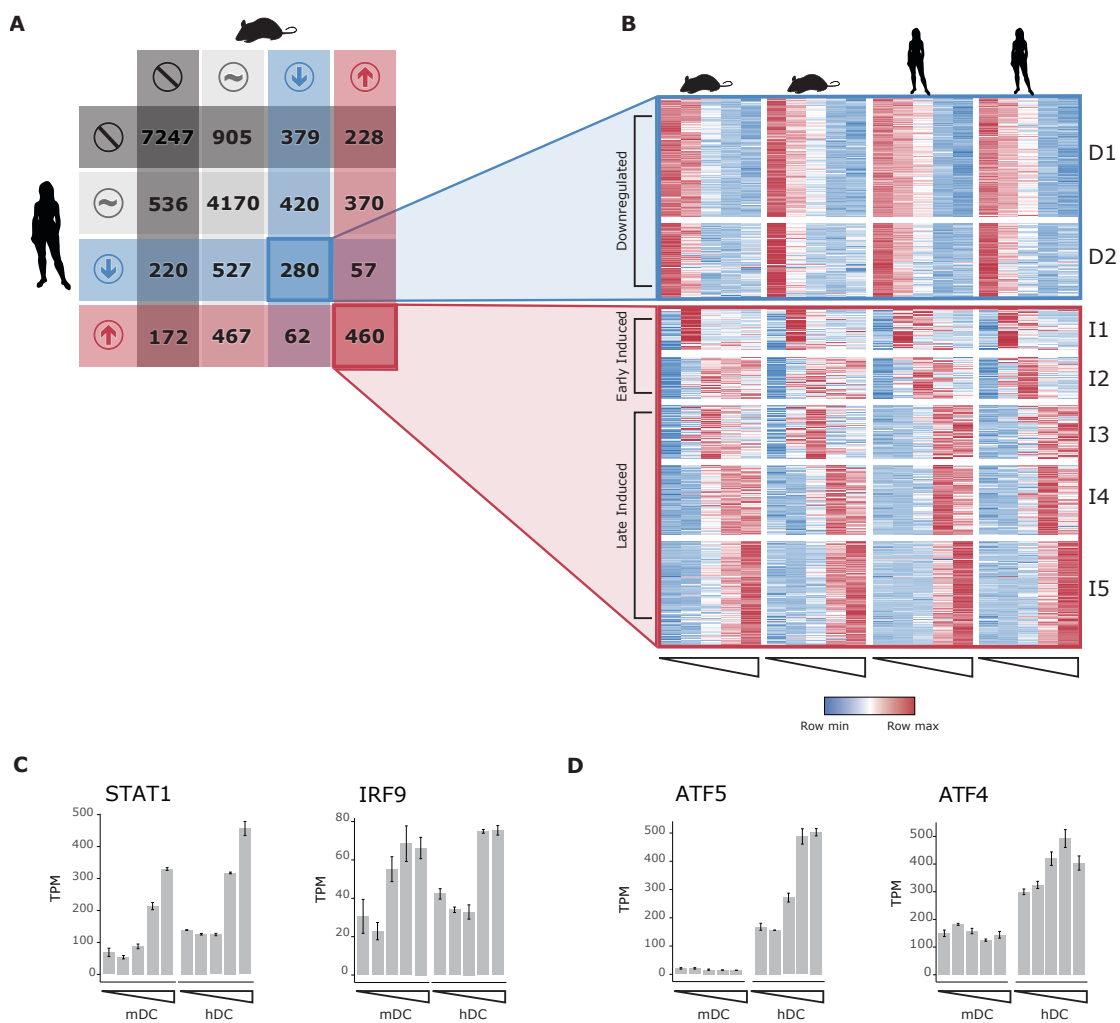 A
B
7247 905 379 228
536 4170 420 370
220 527 280 57
172 467 62 460
Downregulated
Early Induced
Late Induced
D1
D2
I1
I2
I3
I4
I5
Row min Row max
C
STAT1
TPM
500
400
300
200
100
0
mDC hDC
IRF9
TPM
80
60
40
20
0
mDC hDC
D
ATF5
TPM
500
400
300
200
100
0
mDC hDC
ATF4
TPM
500
400
300
200
100
0
mDC hDC